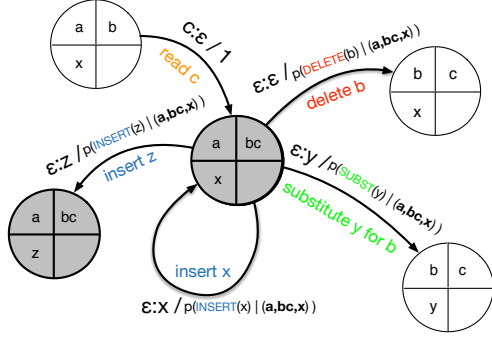 a b
x
c:ε / 1
read c
ε:ε / p(DELETE(b) | (a,bc,x))
delete b
b c
x
ε:z / p(INSERT(z) | (a,bc,x))
insert z
a bc
x
ε:y / p(SUBST(y) | (a,bc,x))
substitute y for b
a bc
z
insert x
ε:x / p(INSERT(x) | (a,bc,x))
b c
y